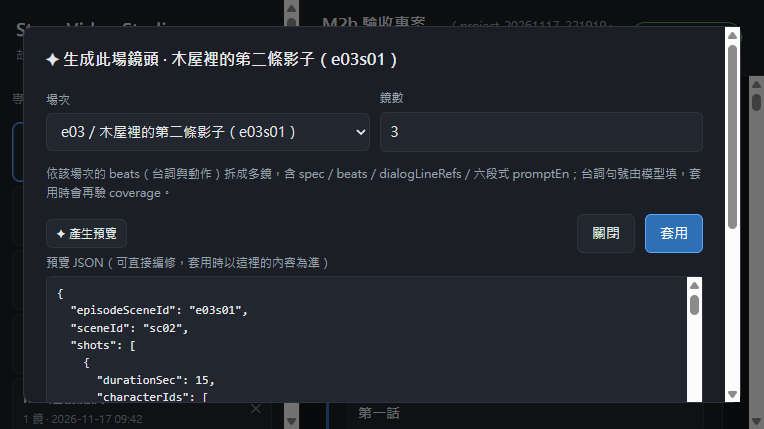 M2b 驗收專案
✦ 生成此場鏡頭 · 木屋裡的第二條影子（e03s01）
場次
鏡數
e03 / 木屋裡的第二條影子（e03s01）
3
依該場次的 beats（台詞與動作）拆成多鏡，含 spec / beats / dialogLineRefs / 六段式 promptEn；台詞句號由模型填，套
用時會再驗 coverage。
✦ 產生預覽
關閉
套用
預覽 JSON（可直接編修，套用時以這裡的內容為準）
{
"episodeSceneId": "e03s01",
"sceneId": "sc02",
"shots": [
{
"durationSec": 15,
"characterIds": [
1 鏡 · 2026-11-17 09:42
第一話